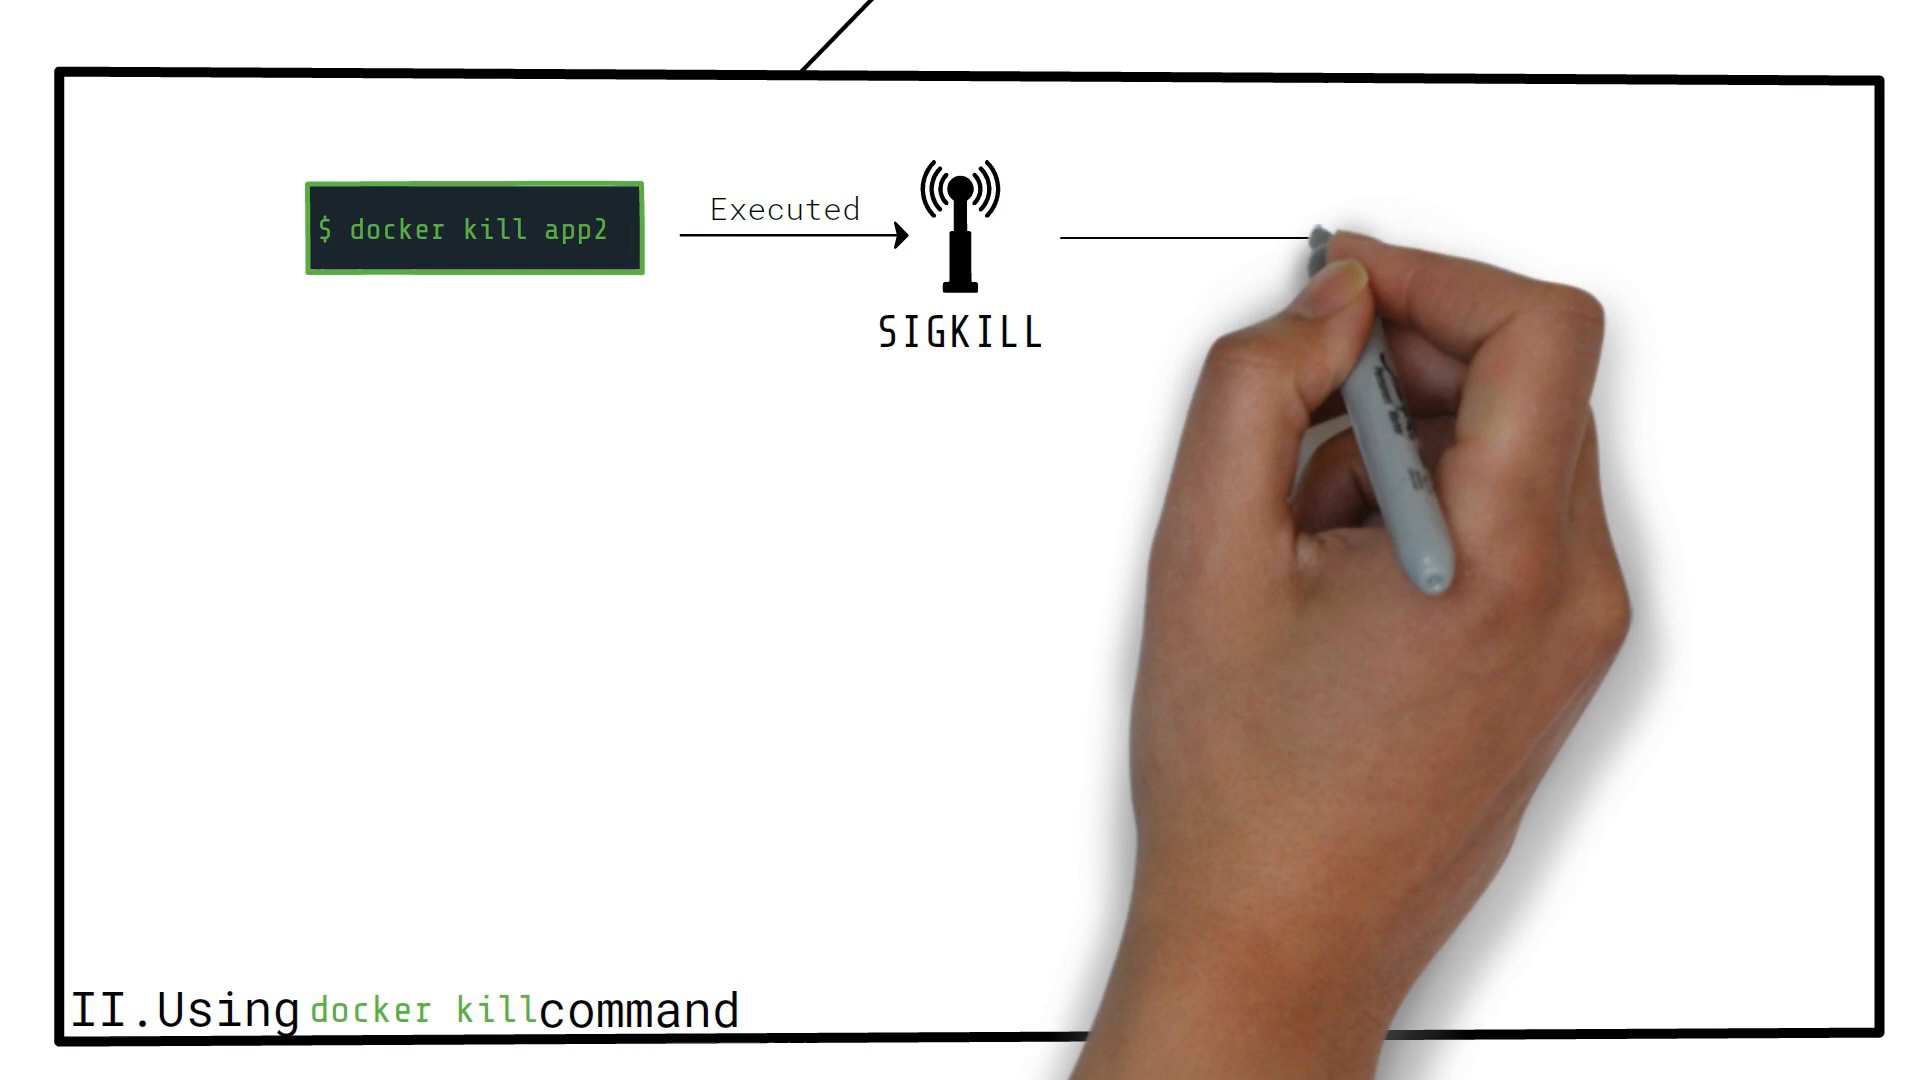 $ docker kill app2
Executed
SIGKILL
II.Using docker kill command